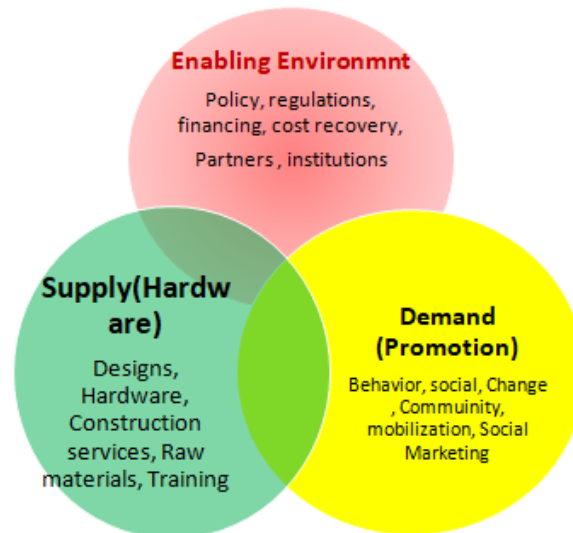 Enabling Environmnt
Policy, regulations,
financing, cost recovery,
Partners , institutions
Supply(Hardw
are)
Designs,
Hardware,
Construction
services, Raw
materials, Training
Demand
(Promotion)
Behavior, social, Change
, Commuinity,
mobilization, Social
Marketing